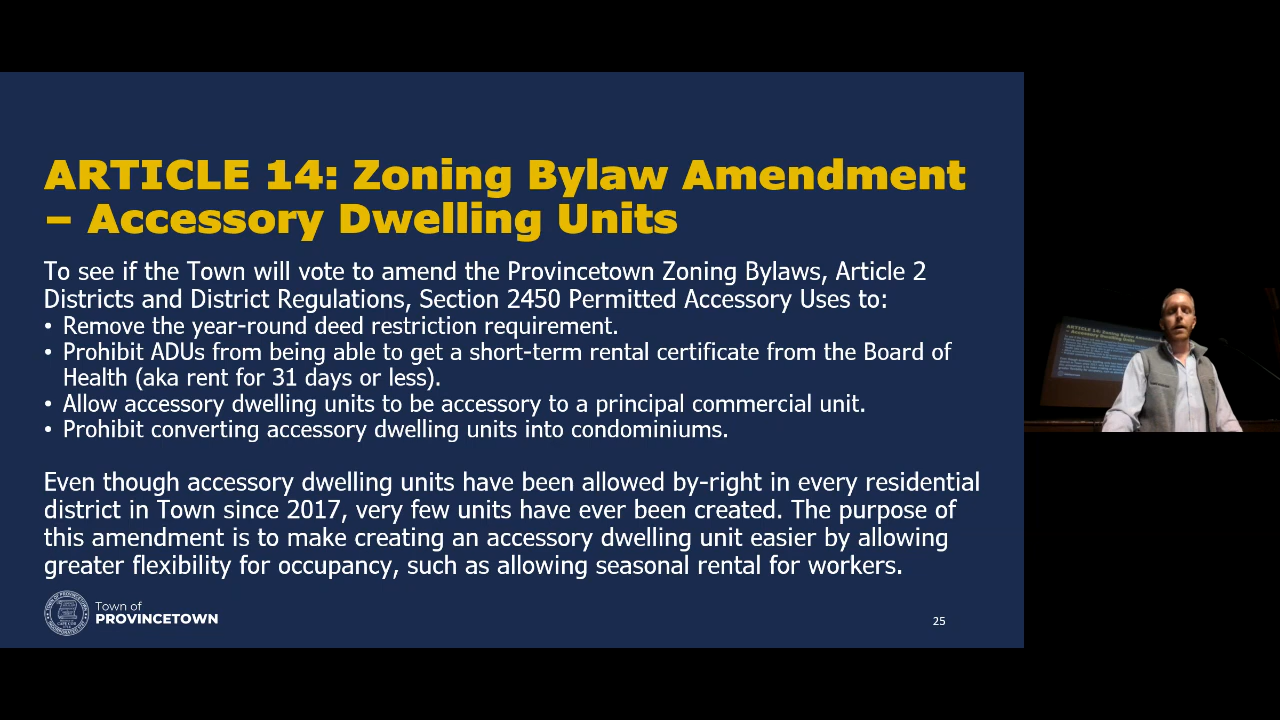 ARTICLE 14: Zoning Bylaw Amendment
– Accessory Dwelling Units
To see if the Town will vote to amend the Provincetown Zoning Bylaws, Article 2
Districts and District Regulations, Section 2450 Permitted Accessory Uses to:
• Remove the year-round deed restriction requirement.
• Prohibit ADUs from being able to get a short-term rental certificate from the Board of
Health (aka rent for 31 days or less).
• Allow accessory dwelling units to be accessory to a principal commercial unit.
• Prohibit converting accessory dwelling units into condominiums.
Even though accessory dwelling units have been allowed by-right in every residential
district in Town since 2017, very few units have ever been created. The purpose of
this amendment is to make creating an accessory dwelling unit easier by allowing
greater flexibility for occupancy, such as allowing seasonal rental for workers.
Town of
PROVINCETOWN
25
ARTICLE 14: Zoning Bylaw
– Accessory Dwelling Units